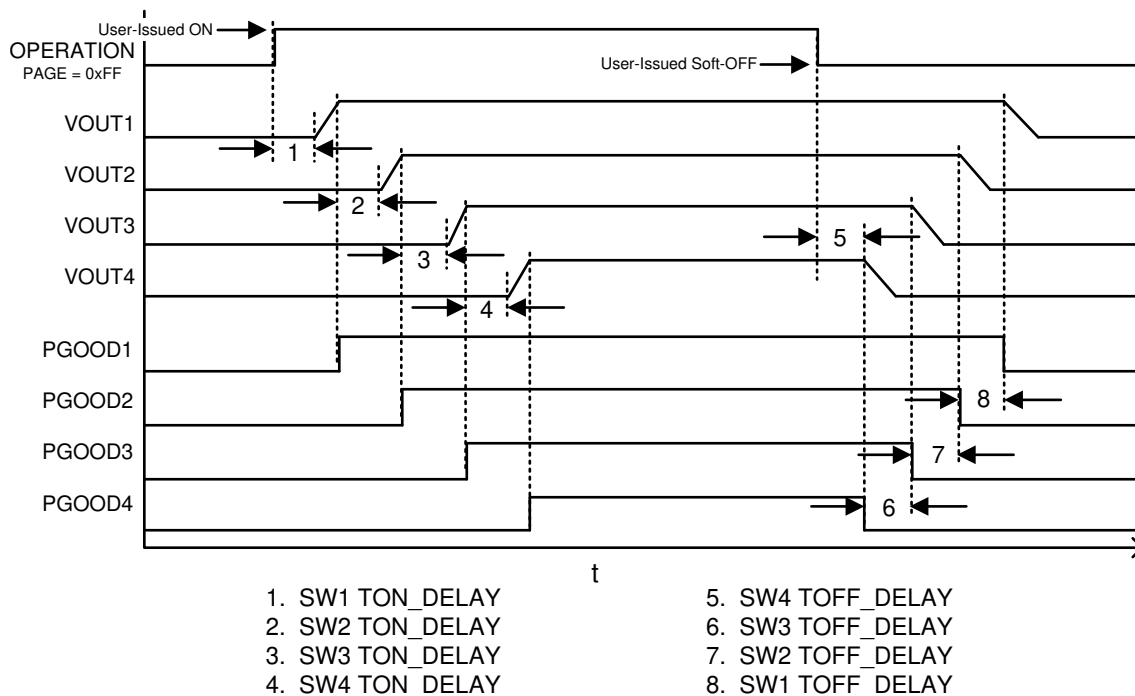 User-Issued ON
OPERATION
PAGE = 0xFF
User-Issued Soft-OFF
VOUT1
1
VOUT2
2
VOUT3
3
5
VOUT4
4
PGOOD1
PGOOD2
8
PGOOD3
7
PGOOD4
6
t
1. SW1 TON_DELAY
2. SW2 TON_DELAY
3. SW3 TON_DELAY
4. SW4 TON_DELAY
5. SW4 TOFF_DELAY
6. SW3 TOFF_DELAY
7. SW2 TOFF_DELAY
8. SW1 TOFF_DELAY